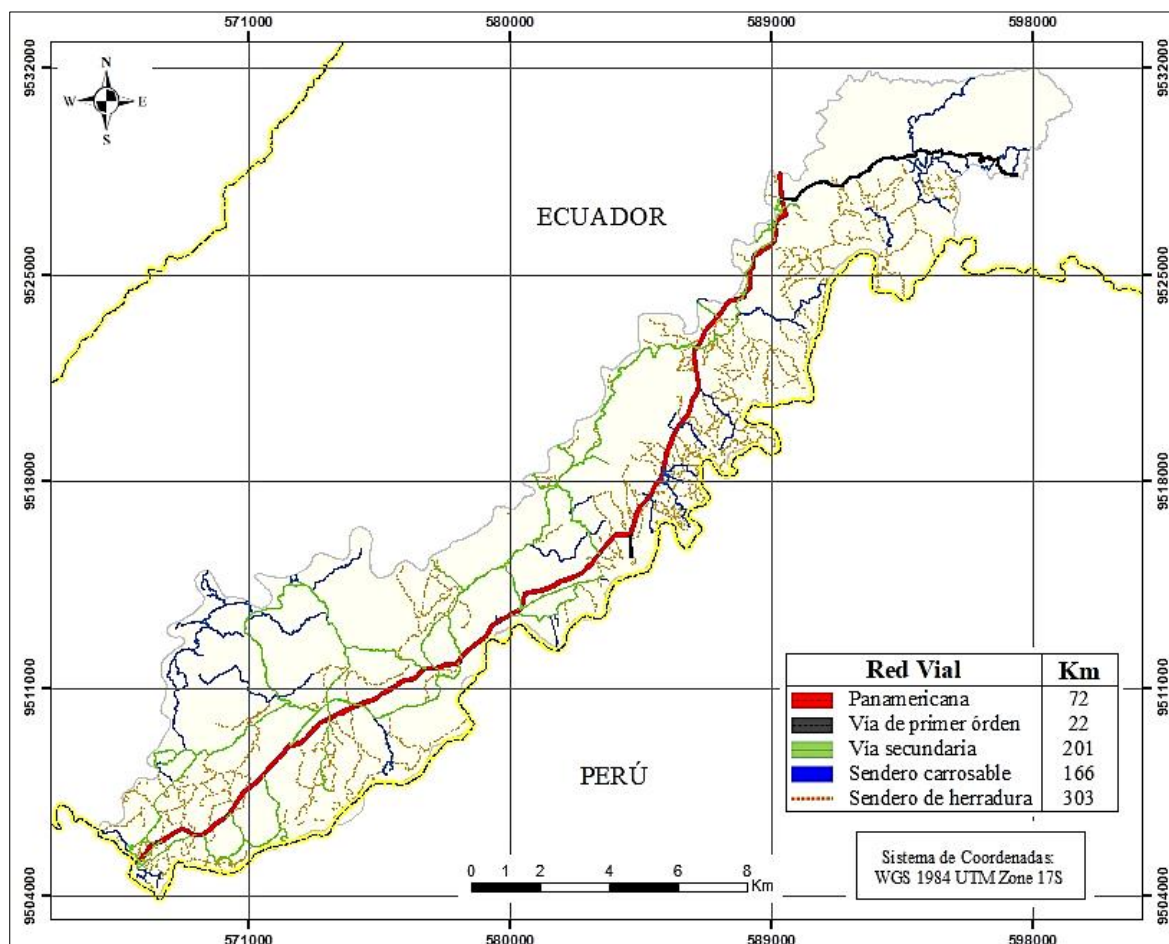 571000 580000 589000 598000
9532000 9532000
N
W E
S
ECUADOR
9525000 9525000
9518000 9518000
Red Vial Km
Panamericana 72
Vía de primer órden 22
Vía secundaria 201
Sendero carrosable 166
Sendero de herradura 303
9511000 9511000
PERÚ
Sistema de Coordenadas:
WGS 1984 UTM Zone 17S
0 1 2 4 6 8
Km
9504000 9504000
571000 580000 589000 598000